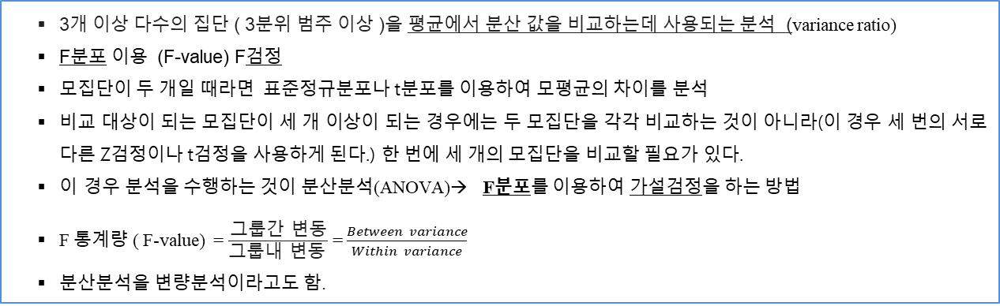 ▪ 3개 이상 다수의 집단 ( 3분위 범주 이상 )을 평균에서 분산 값을 비교하는데 사용되는 분석 (variance ratio)
▪ F분포 이용 (F-value) F검정
▪ 모집단이 두 개일 때라면 표준정규분포나 t분포를 이용하여 모평균의 차이를 분석
▪ 비교 대상이 되는 모집단이 세 개 이상이 되는 경우에는 두 모집단을 각각 비교하는 것이 아니라(이 경우 세 번의 서로
다른 Z검정이나 t검정을 사용하게 된다.) 한 번에 세 개의 모집단을 비교할 필요가 있다.
▪ 이 경우 분석을 수행하는 것이 분산분석(ANOVA)→ F분포를 이용하여 가설검정을 하는 방법
▪ F 통계량 ( F-value) = 그룹간 변동/그룹내 변동 = Between variance/Within variance
▪ 분산분석을 변량분석이라고도 함.